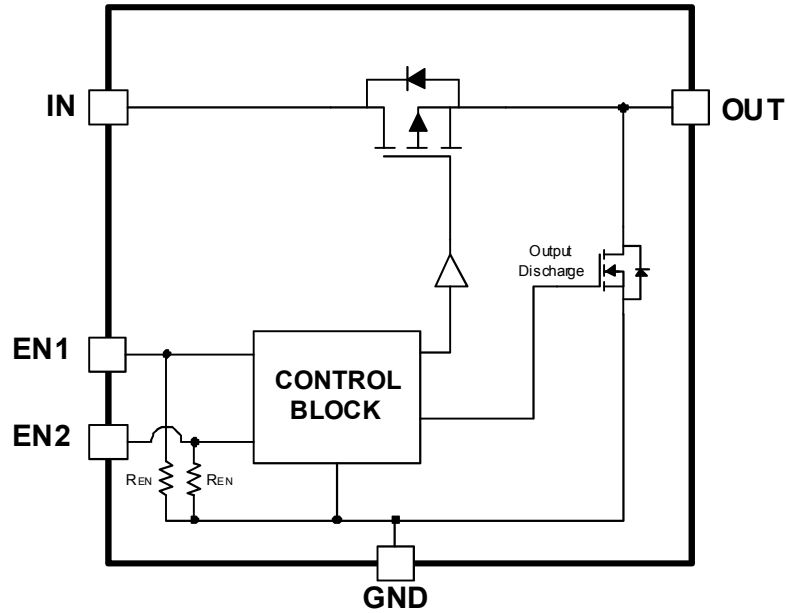 IN
OUT
Output
Discharge
EN1
CONTROL
BLOCK
EN2
REN
REN
GND